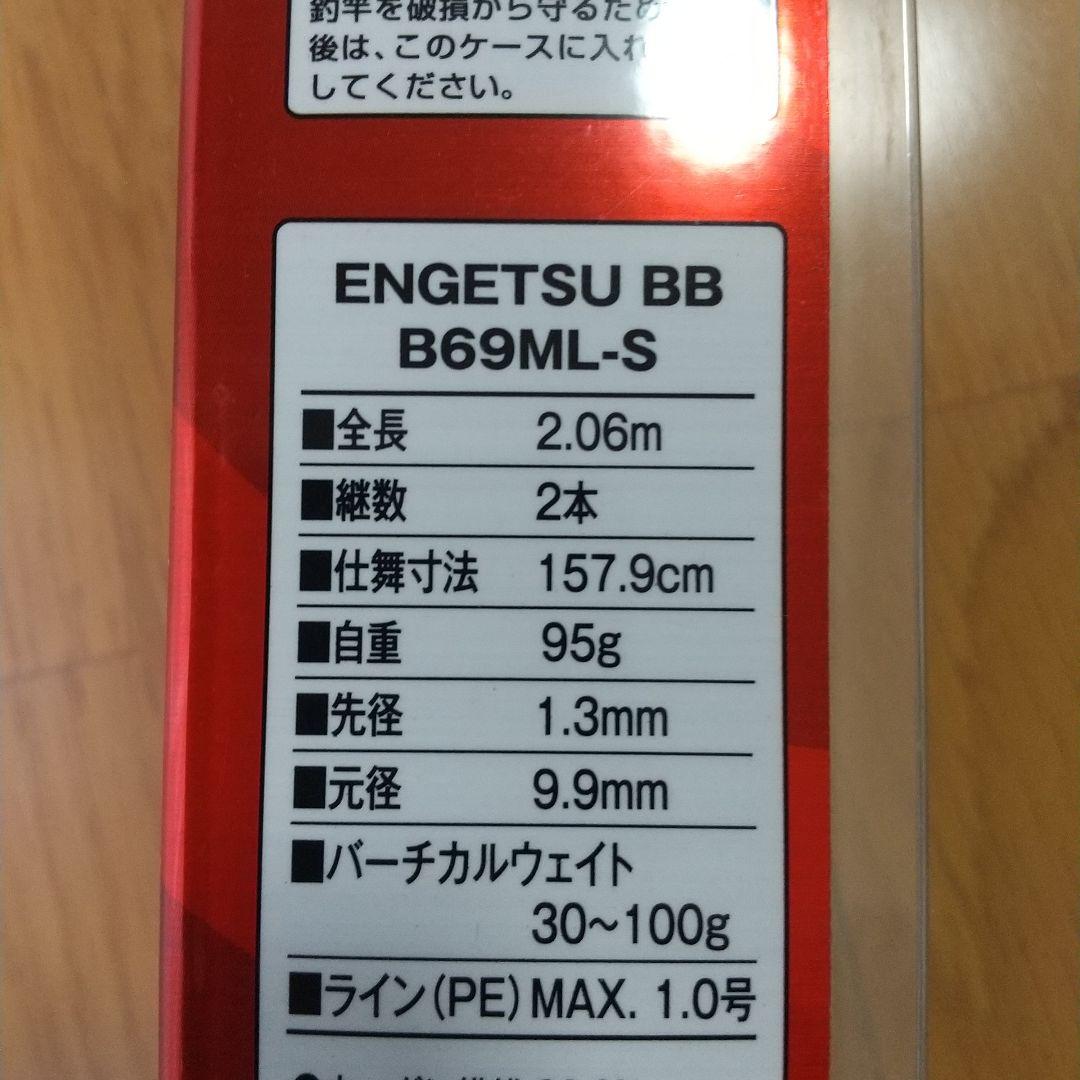 釣竿を破損から守るため
後は、このケースに入れ
してください。
ENGETSU BB
B69ML-S
■全長 2.06m
■継数 2本
■仕舞寸法 157.9cm
■自重 95g
■先径 1.3mm
■元径 9.9mm
■バーチカルウェイト
30~100g
■ライン(PE) MAX. 1.0号